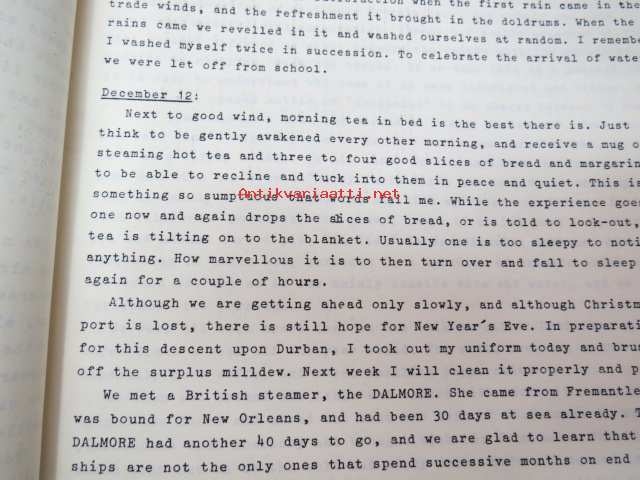 satisfaction when the first rain came in the
trade winds, and the refreshment it brought in the doldrums. When the
rains came we revelled in it and washed ourselves at random. I remembe
I washed myself twice in succession. To celebrate the arrival of water
we were let off from school.
December 12:
Next to good wind, morning tea in bed is the best there is. Just
think to be gently awakened every other morning, and receive a mug o
steaming hot tea and three to four good slices of bread and margarin
to be able to recline and tuck into them in peace and quiet. This is
something so sumptuous that words fail me. While the experience goes
Antikvariaatti.net
one now and again drops the slices of bread, or is told to look-out,
tea is tilting on to the blanket. Usually one is too sleepy to noti
anything. How marvellous it is to then turn over and fall to sleep
again for a couple of hours.
Although we are getting ahead only slowly, and although Christm
port is lost, there is still hope for New Year´s Eve. In preparati
for this descent upon Durban, I took out my uniform today and brus
off the surplus milldew. Next week I will clean it properly and p
We met a British steamer, the DALMORE. She came from Fremantle
was bound for New Orleans, and had been 30 days at sea already. T
DALMORE had another 40 days to go, and we are glad to learn that
ships are not the only ones that spend successive months on end